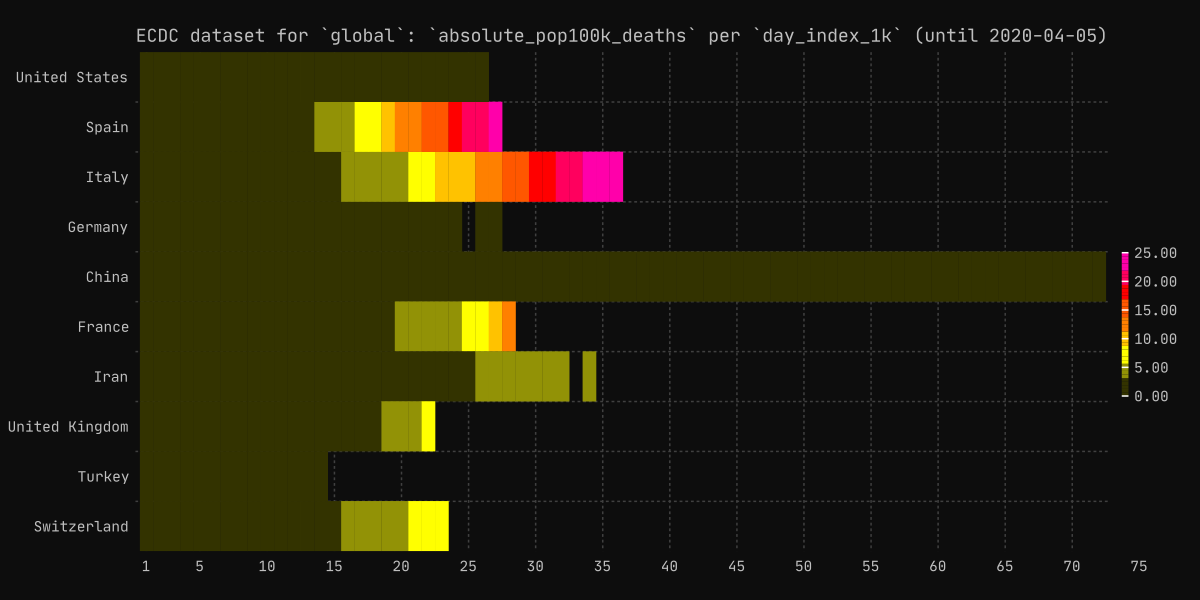 ECDC dataset for `global`: `absolute_pop100k_deaths` per `day_index_1k` (until 2020-04-05)
United States
Spain
Italy
Germany
China
France
Iran
United Kingdom
Turkey
Switzerland
25.00
20.00
15.00
10.00
5.00
0.00
1 5 10 15 20 25 30 35 40 45 50 55 60 65 70 75